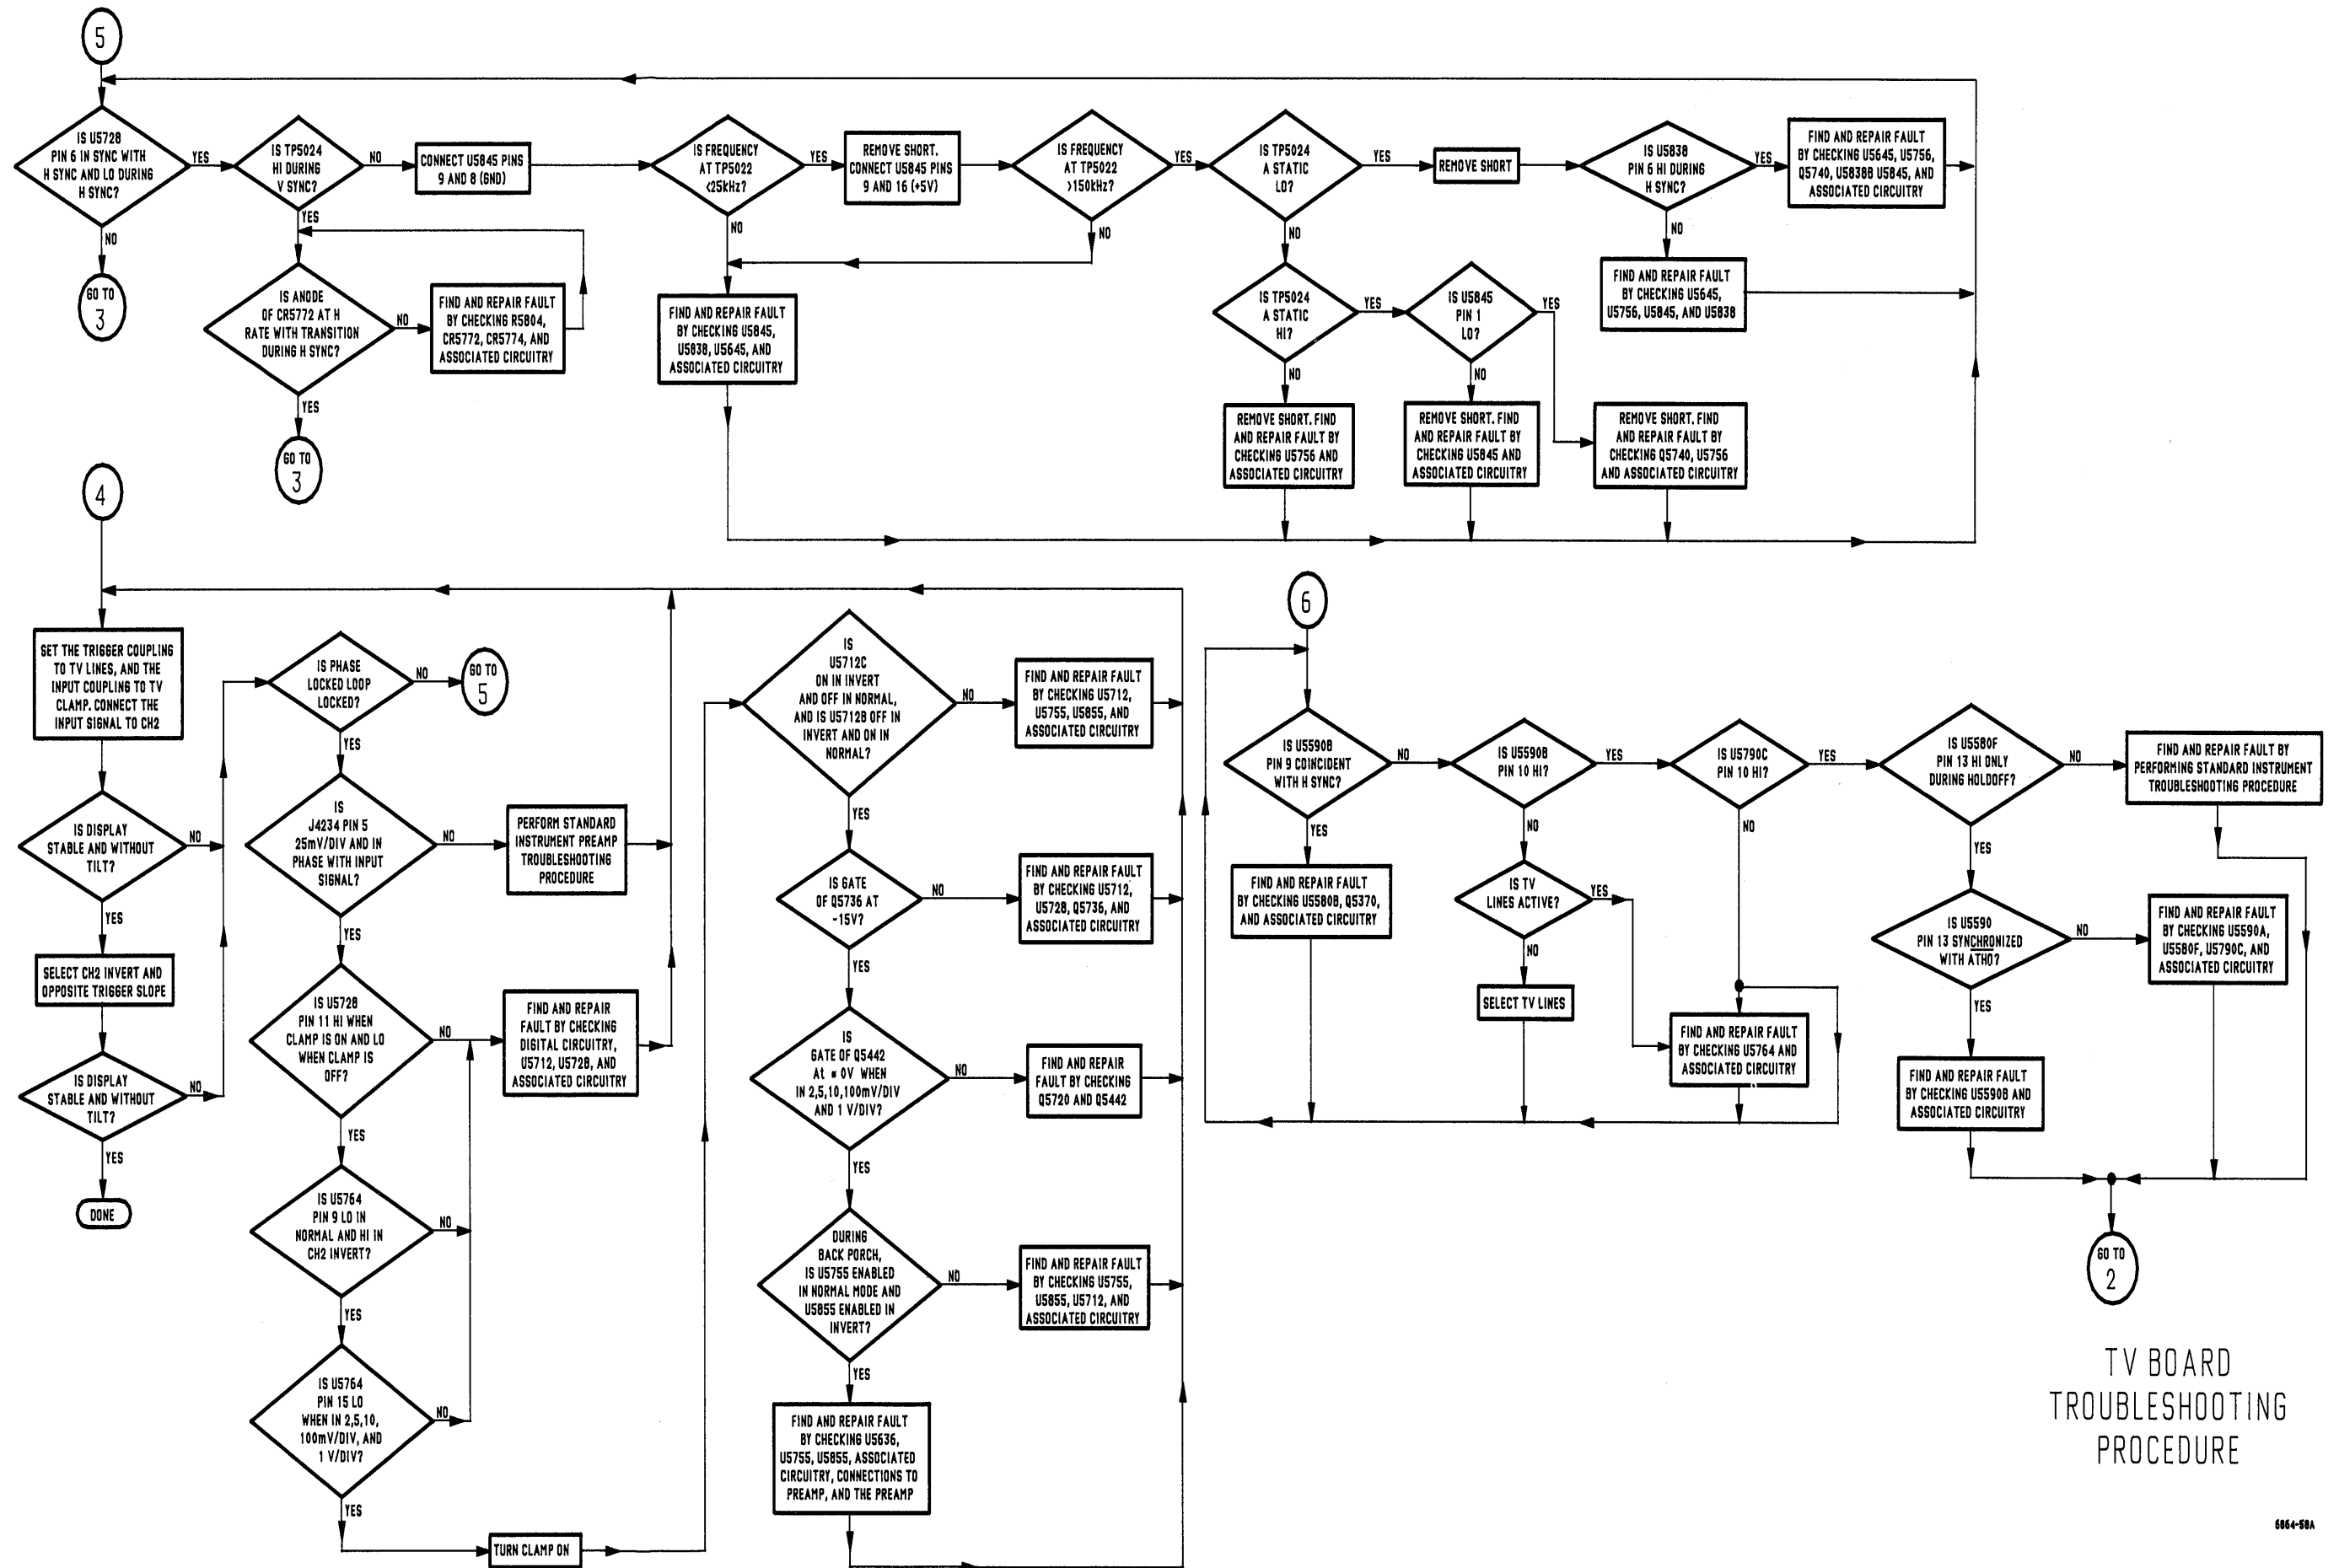 5
IS U5728
PIN 6 IN SYNC WITH
H SYNC AND LO DURING
H SYNC?
YES
NO
GO TO
3
IS TP5024
HI DURING
V SYNC?
NO
YES
CONNECT U5845 PINS
9 AND 8 (GND)
IS ANODE
OF CR5772 AT H
RATE WITH TRANSITION
DURING H SYNC?
NO
YES
FIND AND REPAIR FAULT
BY CHECKING R5804,
CR5772, CR5774, AND
ASSOCIATED CIRCUITRY
GO TO
3
IS FREQUENCY
AT TP5022
<25kHz?
YES
NO
REMOVE SHORT.
CONNECT U5845 PINS
9 AND 16 (+5V)
IS FREQUENCY
AT TP5022
>150kHz?
YES
NO
FIND AND REPAIR FAULT
BY CHECKING U5845,
U5838, U5645, AND
ASSOCIATED CIRCUITRY
IS TP5024
A STATIC
LO?
YES
NO
REMOVE SHORT
IS U5838
PIN 6 HI DURING
H SYNC?
YES
NO
FIND AND REPAIR FAULT
BY CHECKING U5645, U5756,
Q5740, U5838B U5845, AND
ASSOCIATED CIRCUITRY
FIND AND REPAIR FAULT
BY CHECKING U5645,
U5756, U5845, AND U5838
IS TP5024
A STATIC
HI?
YES
NO
IS U5845
PIN 1
LO?
YES
NO
REMOVE SHORT. FIND
AND REPAIR FAULT BY
CHECKING U5756 AND
ASSOCIATED CIRCUITRY
REMOVE SHORT. FIND
AND REPAIR FAULT BY
CHECKING U5845 AND
ASSOCIATED CIRCUITRY
REMOVE SHORT. FIND
AND REPAIR FAULT BY
CHECKING Q5740, U5756
AND ASSOCIATED CIRCUITRY
4
SET THE TRIGGER COUPLING
TO TV LINES, AND THE
INPUT COUPLING TO TV
CLAMP. CONNECT THE
INPUT SIGNAL TO CH2
IS DISPLAY
STABLE AND WITHOUT
TILT?
NO
YES
SELECT CH2 INVERT AND
OPPOSITE TRIGGER SLOPE
IS DISPLAY
STABLE AND WITHOUT
TILT?
NO
YES
DONE
IS PHASE
LOCKED LOOP
LOCKED?
NO
YES
GO TO
5
IS
J4234 PIN 5
25mV/DIV AND IN
PHASE WITH INPUT
SIGNAL?
NO
YES
PERFORM STANDARD
INSTRUMENT PREAMP
TROUBLESHOOTING
PROCEDURE
IS U5728
PIN 11 HI WHEN
CLAMP IS ON AND LO
WHEN CLAMP IS
OFF?
NO
YES
FIND AND REPAIR
FAULT BY CHECKING
DIGITAL CIRCUITRY,
U5712, U5728, AND
ASSOCIATED CIRCUITRY
IS U5764
PIN 9 LO IN
NORMAL AND HI IN
CH2 INVERT?
NO
YES
IS U5764
PIN 15 LO
WHEN IN 2,5,10,
100mV/DIV, AND
1 V/DIV?
NO
YES
TURN CLAMP ON
IS
U5712C
ON IN INVERT
AND OFF IN NORMAL,
AND IS U5712B OFF IN
INVERT AND ON IN
NORMAL?
NO
YES
FIND AND REPAIR FAULT
BY CHECKING U5712,
U5755, U5855, AND
ASSOCIATED CIRCUITRY
IS GATE
OF Q5736 AT
-15V?
NO
YES
FIND AND REPAIR FAULT
BY CHECKING U5712,
U5728, Q5736, AND
ASSOCIATED CIRCUITRY
IS
GATE OF Q5442
At ≈ 0V WHEN
IN 2,5,10,100mV/DIV
AND 1 V/DIV?
NO
YES
FIND AND REPAIR
FAULT BY CHECKING
Q5720 AND Q5442
DURING
BACK PORCH,
IS U5755 ENABLED
IN NORMAL MODE AND
U5855 ENABLED IN
INVERT?
NO
YES
FIND AND REPAIR FAULT
BY CHECKING U5755,
U5855, U5712, AND
ASSOCIATED CIRCUITRY
FIND AND REPAIR FAULT
BY CHECKING U5636,
U5755, U5855, ASSOCIATED
CIRCUITRY, CONNECTIONS TO
PREAMP, AND THE PREAMP
6
IS U5590B
PIN 9 COINCIDENT
WITH H SYNC?
NO
YES
FIND AND REPAIR FAULT
BY CHECKING U5580B, Q5370,
AND ASSOCIATED CIRCUITRY
IS U5590B
PIN 10 HI?
YES
NO
IS TV
LINES ACTIVE?
YES
NO
SELECT TV LINES
IS U5790C
PIN 10 HI?
YES
NO
FIND AND REPAIR FAULT
BY CHECKING U5764 AND
ASSOCIATED CIRCUITRY
IS U5580F
PIN 13 HI ONLY
DURING HOLDOFF?
NO
YES
FIND AND REPAIR FAULT BY
PERFORMING STANDARD INSTRUMENT
TROUBLESHOOTING PROCEDURE
IS U5590
PIN 13 SYNCHRONIZED
WITH ATHO?
NO
YES
FIND AND REPAIR FAULT
BY CHECKING U5590A,
U5580F, U5790C, AND
ASSOCIATED CIRCUITRY
FIND AND REPAIR FAULT
BY CHECKING U5590B AND
ASSOCIATED CIRCUITRY
GO TO
2
TV BOARD
TROUBLESHOOTING
PROCEDURE
6864-58A